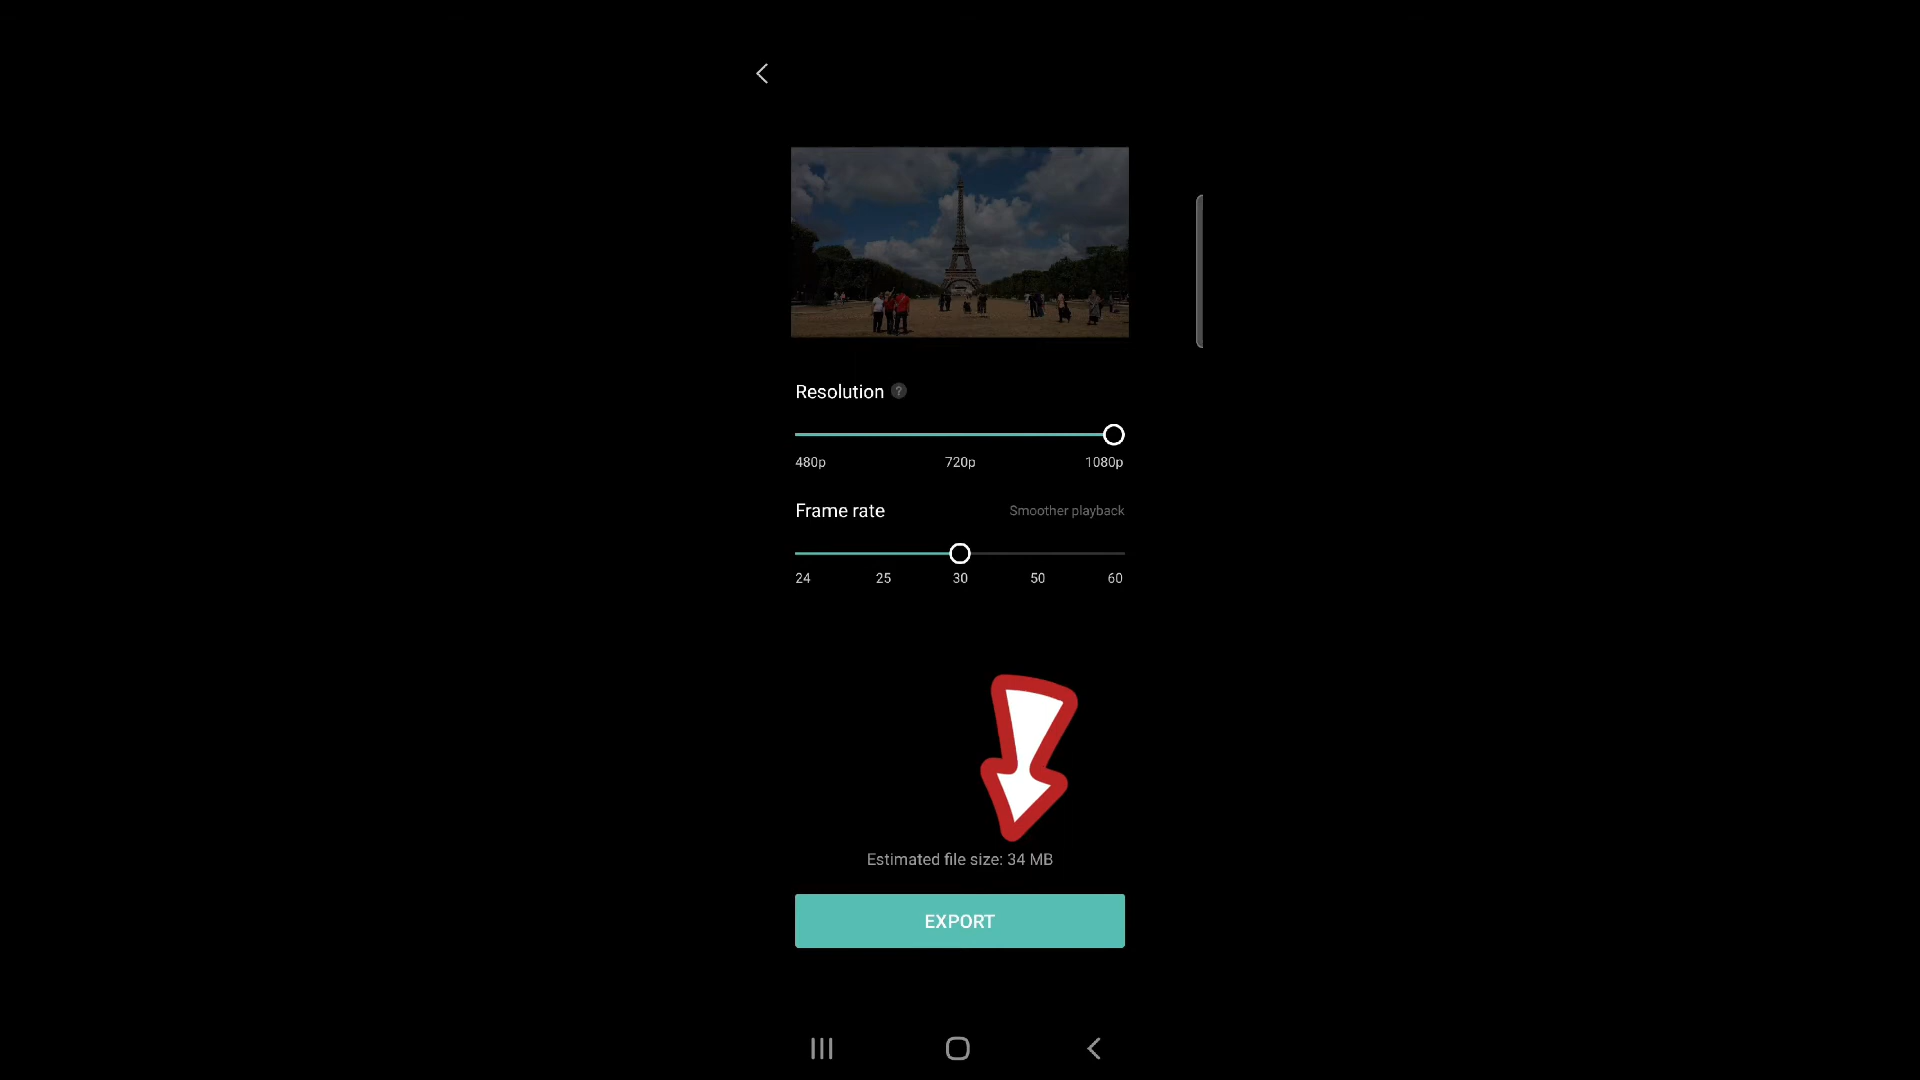 Resolution ?
480p 720p 1080p
Frame rate Smoother playback
24 25 30 50 60
Estimated file size: 34 MB
EXPORT